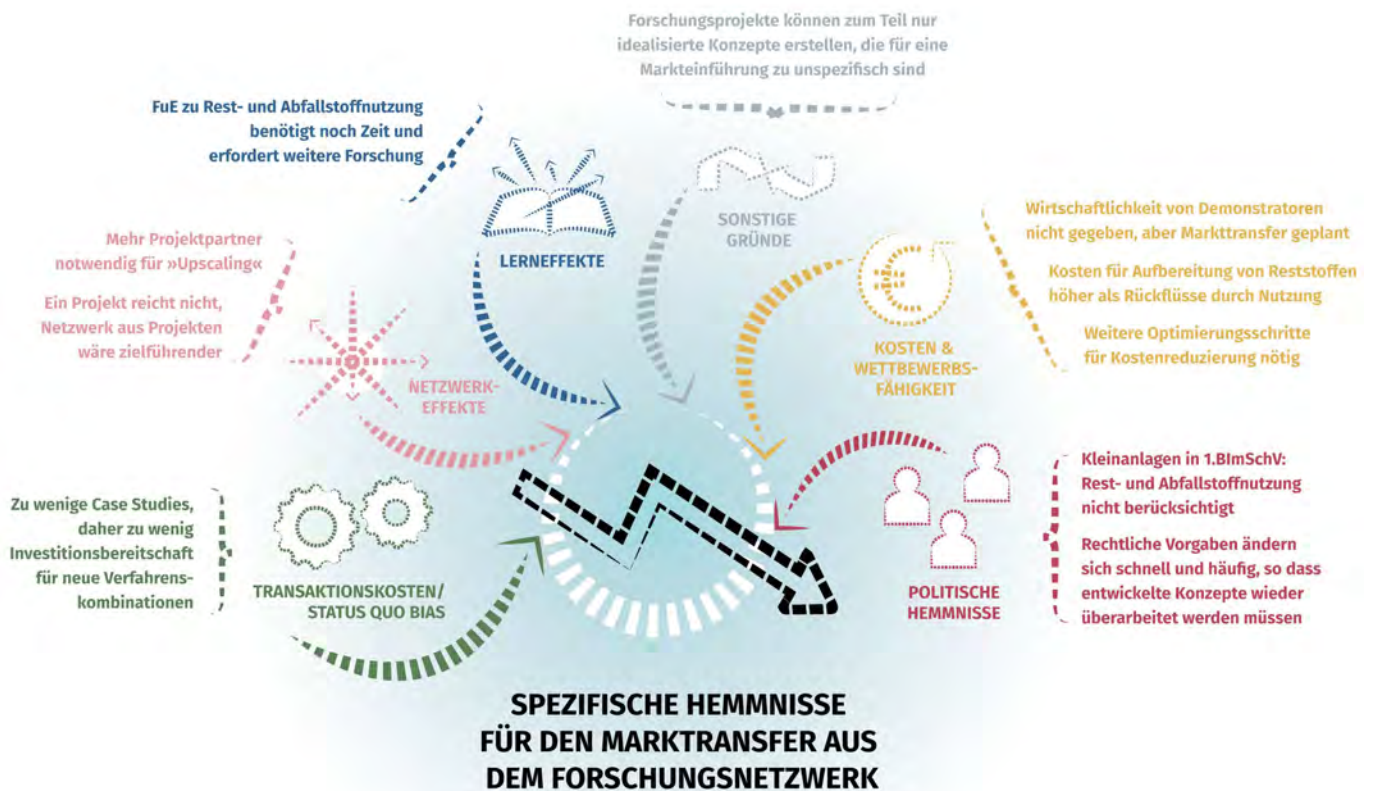 Forschungsprojekte können zum Teil nur
idealisierte Konzepte erstellen, die für eine
Markteinführung zu unspezifisch sind
SONSTIGE
GRÜNDE
FuE zu Rest- und Abfallstoffnutzung
benötigt noch Zeit und
erfordert weitere Forschung
LERNEFFEKTE
Mehr Projektpartner
notwendig für »Upscaling«
Ein Projekt reicht nicht,
Netzwerk aus Projekten
wäre zielführender
NETZWERK-
EFFEKTE
Zu wenige Case Studies,
daher zu wenig
Investitionsbereitschaft
für neue Verfahrens-
kombinationen
TRANSAKTIONSKOSTEN/
STATUS QUO BIAS
Wirtschaftlichkeit von Demonstratoren
nicht gegeben, aber Markttransfer geplant
Kosten für Aufbereitung von Reststoffen
höher als Rückflüsse durch Nutzung
Weitere Optimierungsschritte
für Kostenreduzierung nötig
KOSTEN &
WETTBEWERBS-
FÄHIGKEIT
Kleinanlagen in 1.BImSchV:
Rest- und Abfallstoffnutzung
nicht berücksichtigt
Rechtliche Vorgaben ändern
sich schnell und häufig, so dass
entwickelte Konzepte wieder
überarbeitet werden müssen
POLITISCHE
HEMMNISSE
SPEZIFISCHE HEMMNISSE
FÜR DEN MARKTRANSFER AUS
DEM FORSCHUNGSNETZWERK